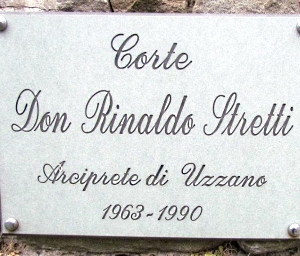 Corte
Don Rinaldo Stretti
Arciprete di Uzzano
1963-1990